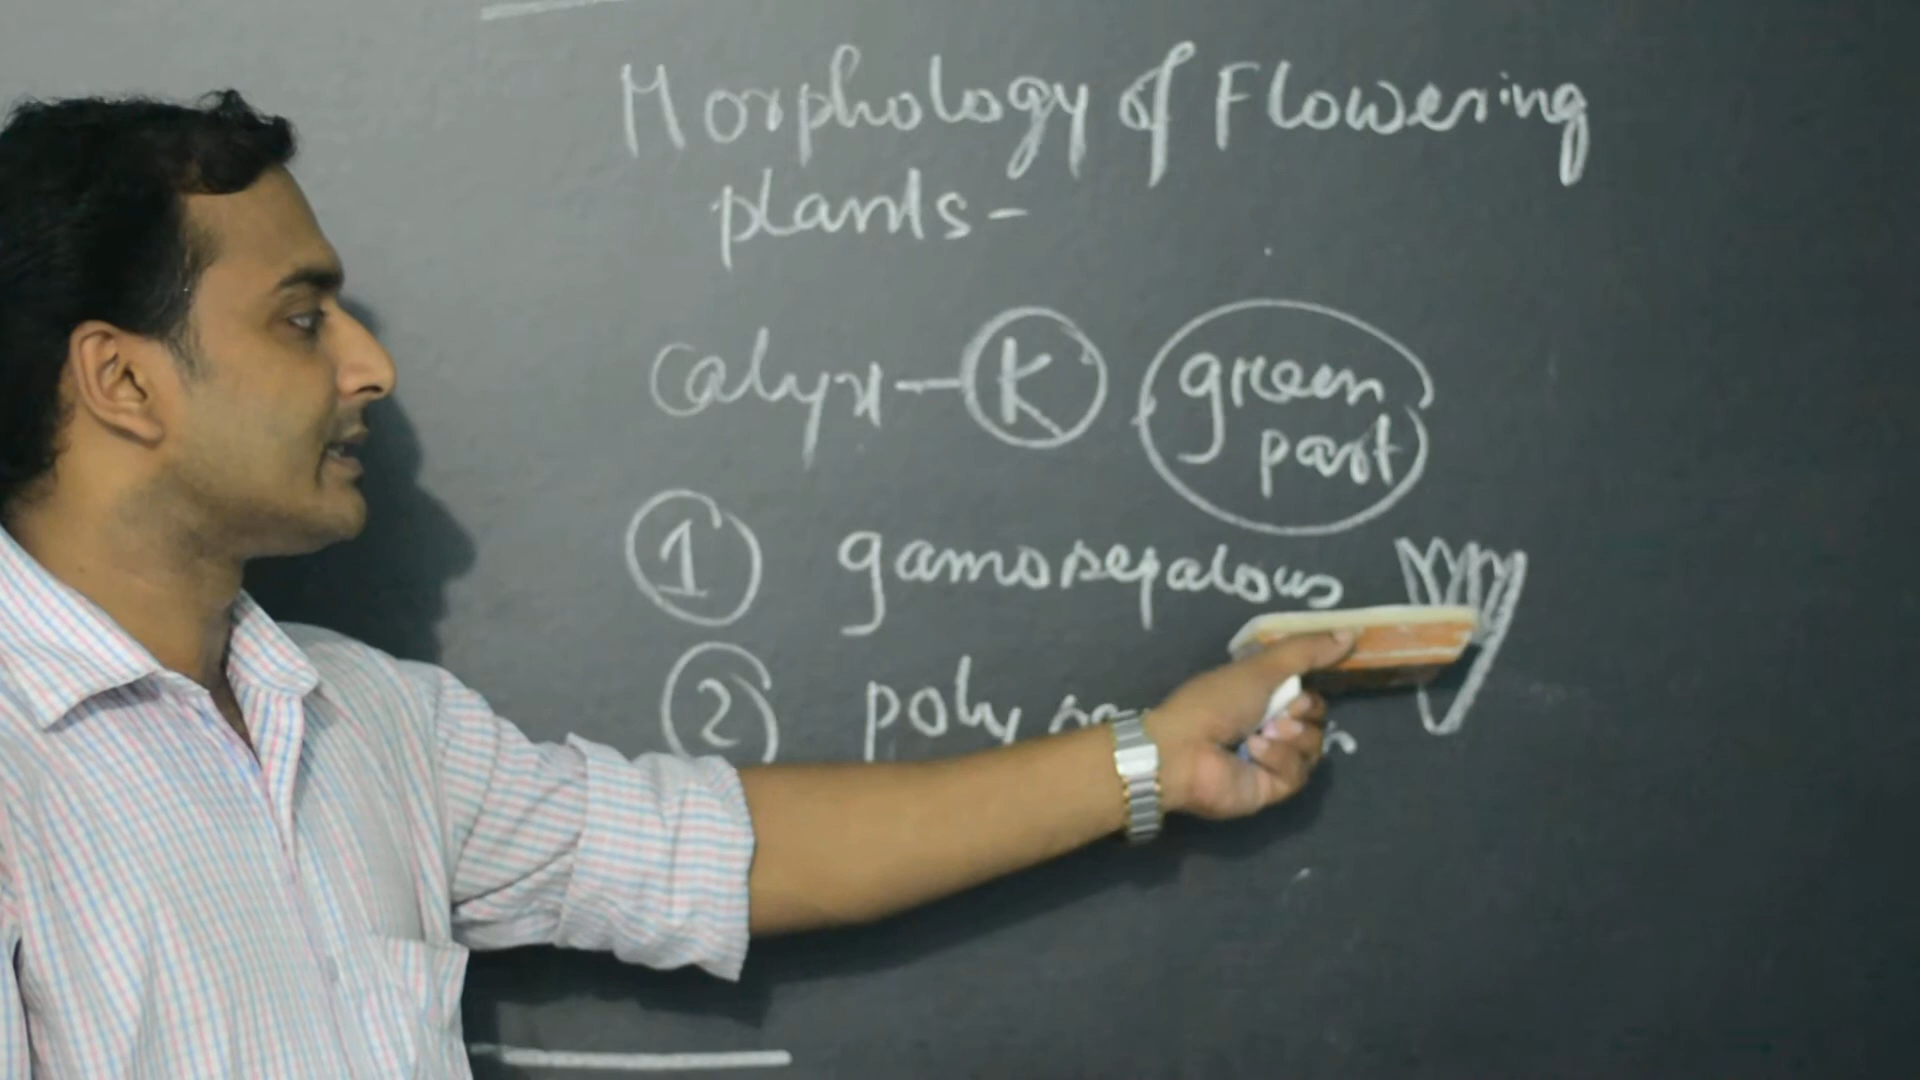 Morphology of Flowering
plants-
Calyx - K green
part
1 gamosepalous
2 poly